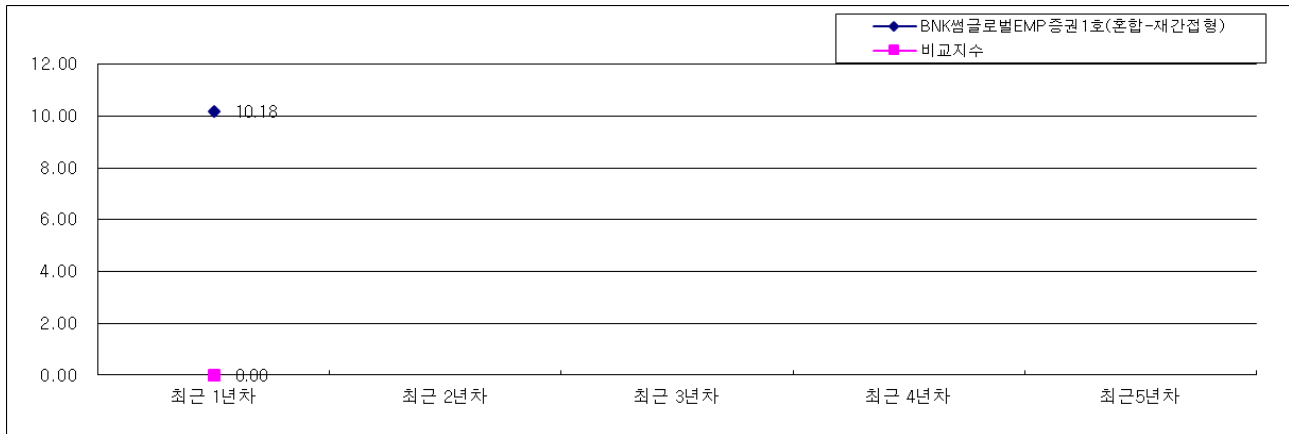 BNK썸글로벌EMP증권1호(혼합-재간접형)
비교지수
12.00
10.00
8.00
6.00
4.00
2.00
0.00
10.18
0.00
최근 1년차
최근 2년차
최근 3년차
최근 4년차
최근5년차